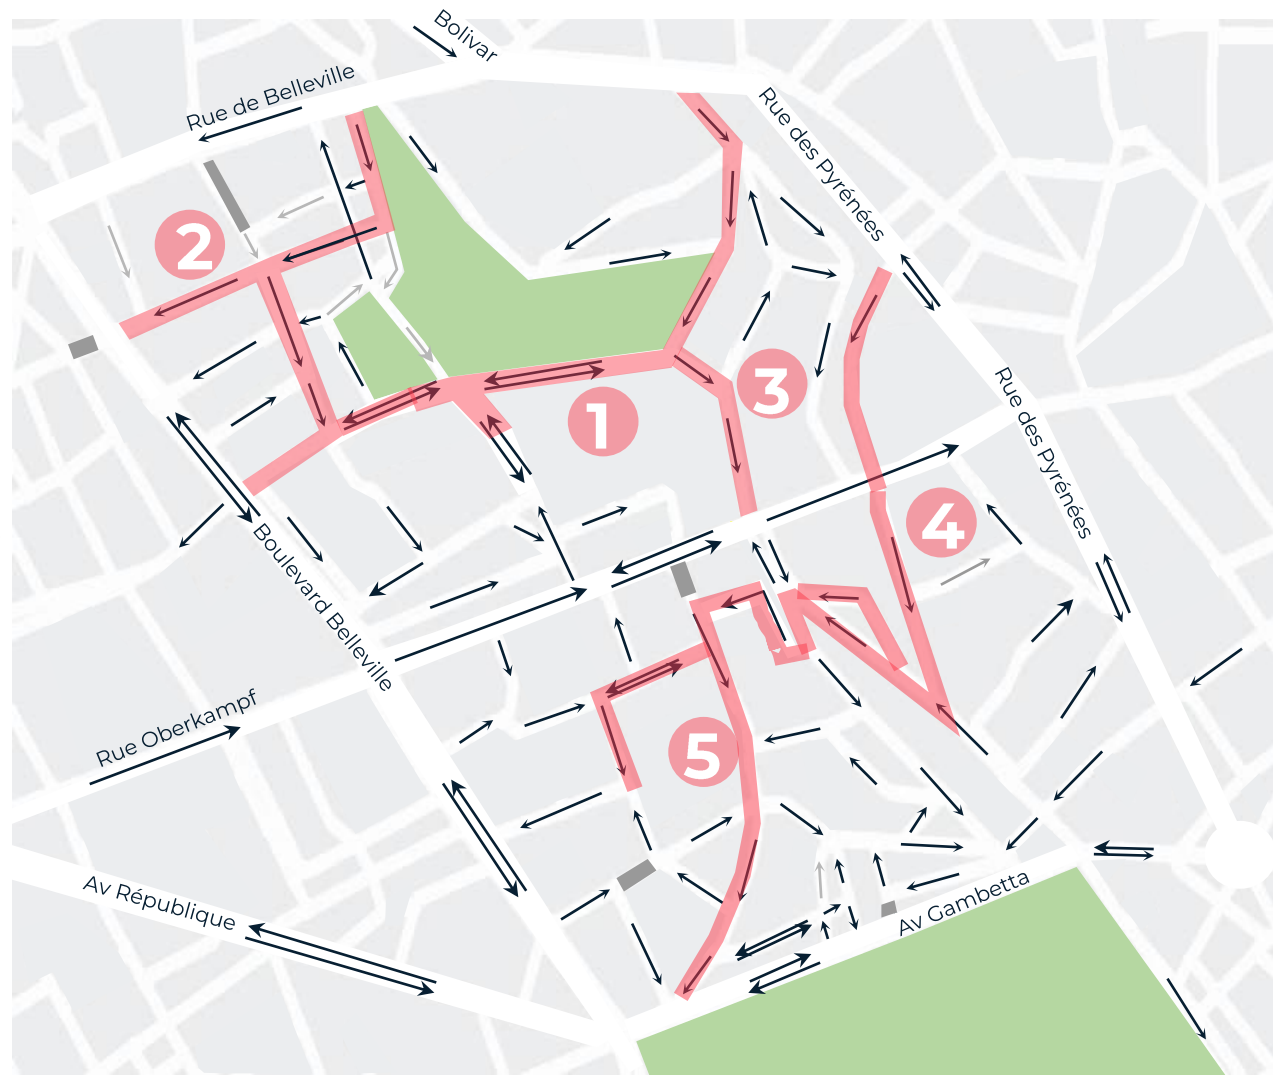 Bolivar
Rue de Belleville
Rue des Pyrénées
2
3
1
Rue des Pyrénées
4
Boulevard Belleville
Rue Oberkampf
5
Av République
Av Gambetta